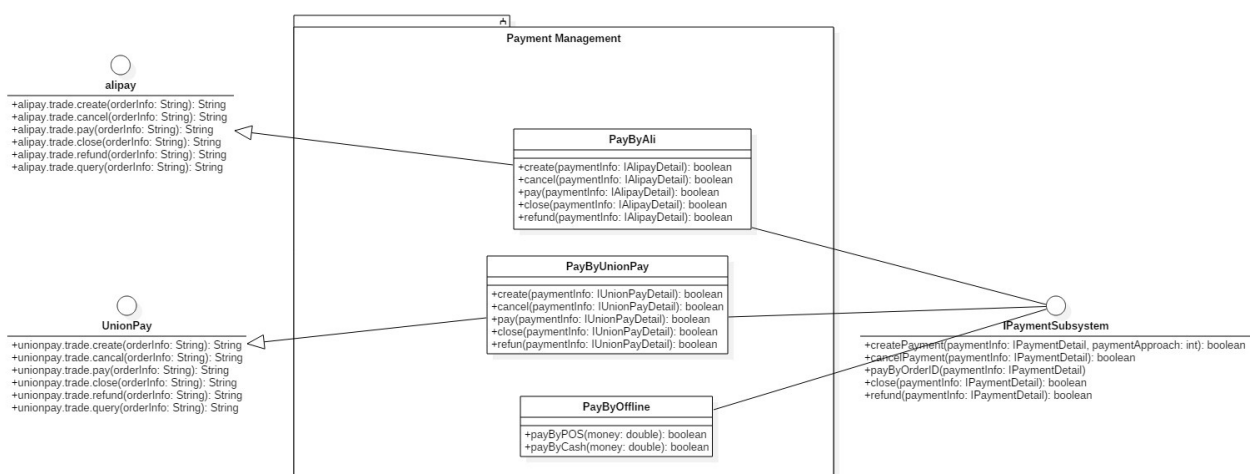 Payment Management
alipay
+alipay.trade.create(orderInfo: String): String
+alipay.trade.cancel(orderInfo: String): String
+alipay.trade.pay(orderInfo: String): String
+alipay.trade.close(orderInfo: String): String
+alipay.trade.refund(orderInfo: String): String
+alipay.trade.query(orderInfo: String): String
PayByAli
+create(paymentInfo: IAlipayDetail): boolean
+cancel(paymentInfo: IAlipayDetail): boolean
+pay(paymentInfo: IAlipayDetail): boolean
+close(paymentInfo: IAlipayDetail): boolean
+refund(paymentInfo: IAlipayDetail): boolean
PayByUnionPay
+create(paymentInfo: IUnionPayDetail): boolean
+cancel(paymentInfo: IUnionPayDetail): boolean
+pay(paymentInfo: IUnionPayDetail): boolean
+close(paymentInfo: IUnionPayDetail): boolean
+refun(paymentInfo: IUnionPayDetail): boolean
UnionPay
+unionpay.trade.create(orderInfo: String): String
+unionpay.trade.cancal(orderInfo: String): String
+unionpay.trade.pay(orderInfo: String): String
+unionpay.trade.close(orderInfo: String): String
+unionpay.trade.refund(orderInfo: String): String
+unionpay.trade.query(orderInfo: String): String
IPaymentSubsystem
+createPayment(paymentInfo: IPaymentDetail, paymentApproach: int): boolean
+cancelPayment(paymentInfo: IPaymentDetail): boolean
+payByOrderID(paymentInfo: IPaymentDetail)
+close(paymentInfo: IPaymentDetail): boolean
+refund(paymentInfo: IPaymentDetail): boolean
PayByOffline
+payByPOS(money: double): boolean
+payByCash(money: double): boolean